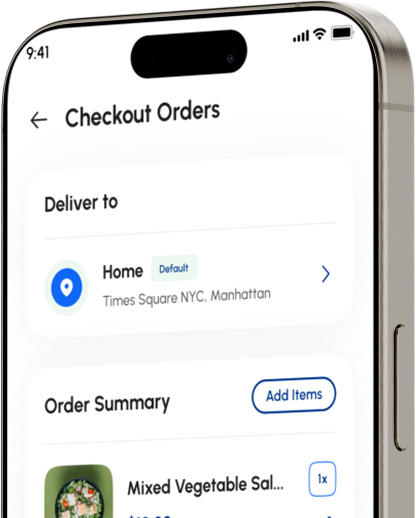 9:41
Checkout Orders
Deliver to
Home Default
Times Square NYC, Manhattan
Order Summary Add Items
Mixed Vegetable Sal... 1x